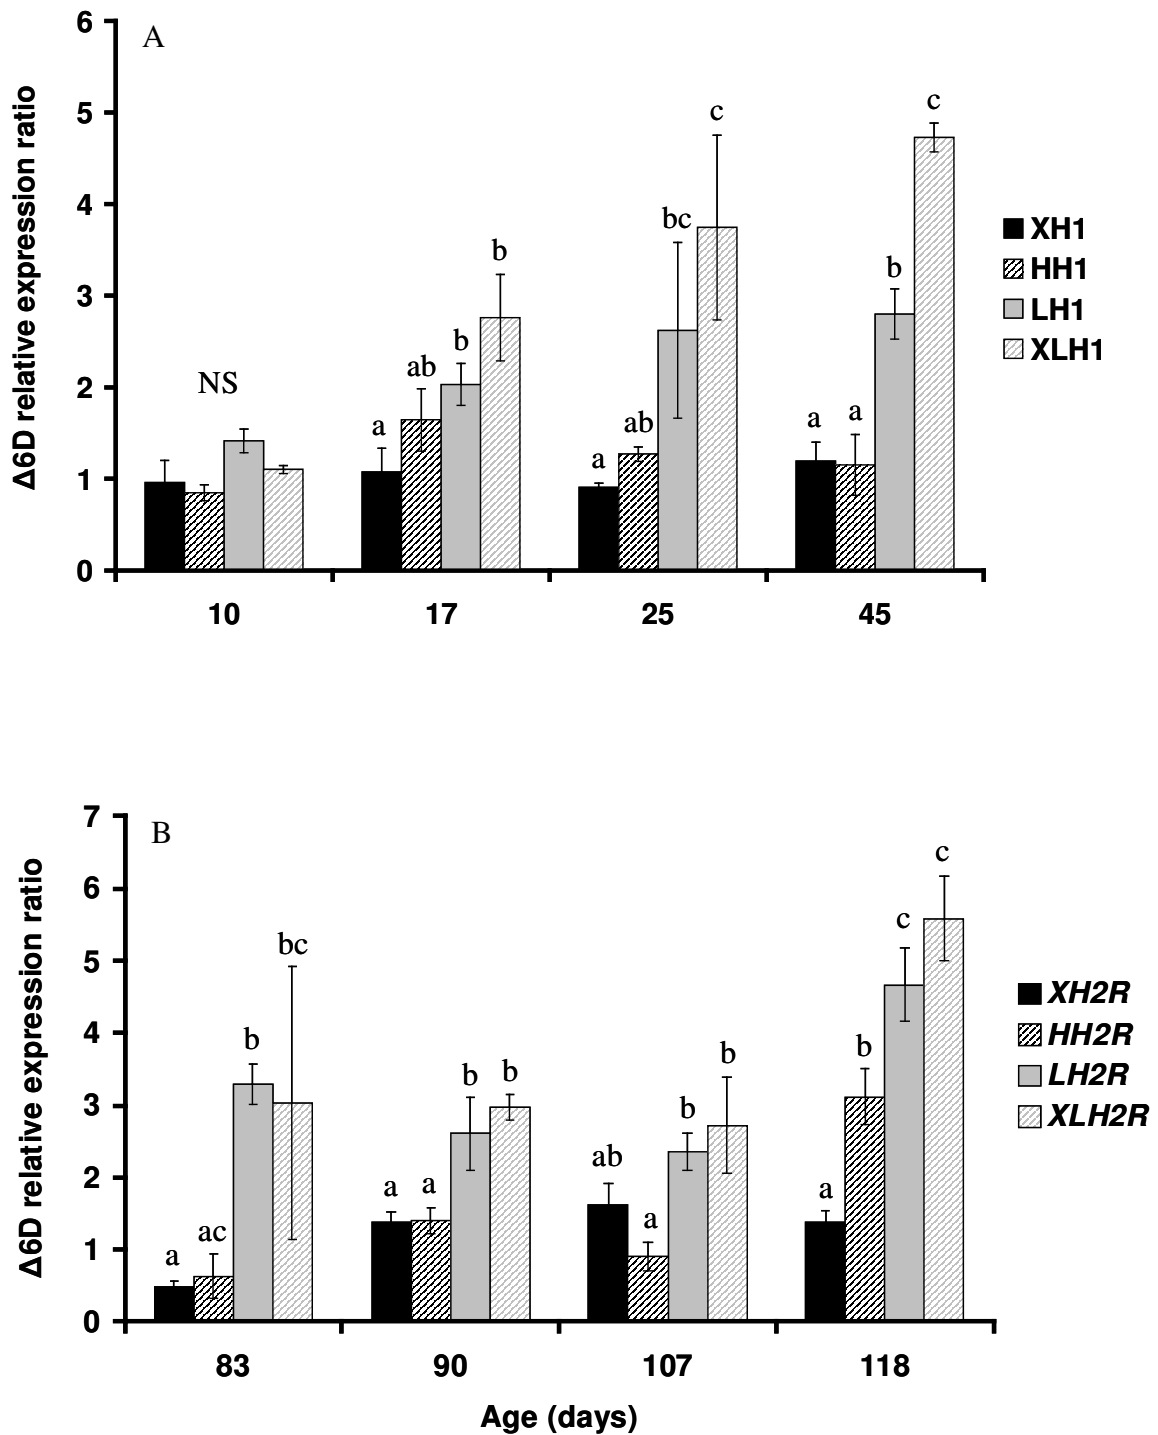 A
Δ6D relative expression ratio
6
5
4
3
2
1
0
NS
a
ab
b
b
a
ab
bc
c
a
a
b
c
10
17
25
45
XH1
HH1
LH1
XLH1
B
Δ6D relative expression ratio
7
6
5
4
3
2
1
0
a
ac
b
bc
a
a
b
b
ab
a
b
b
a
b
c
c
83
90
107
118
Age (days)
XH2R
HH2R
LH2R
XLH2R